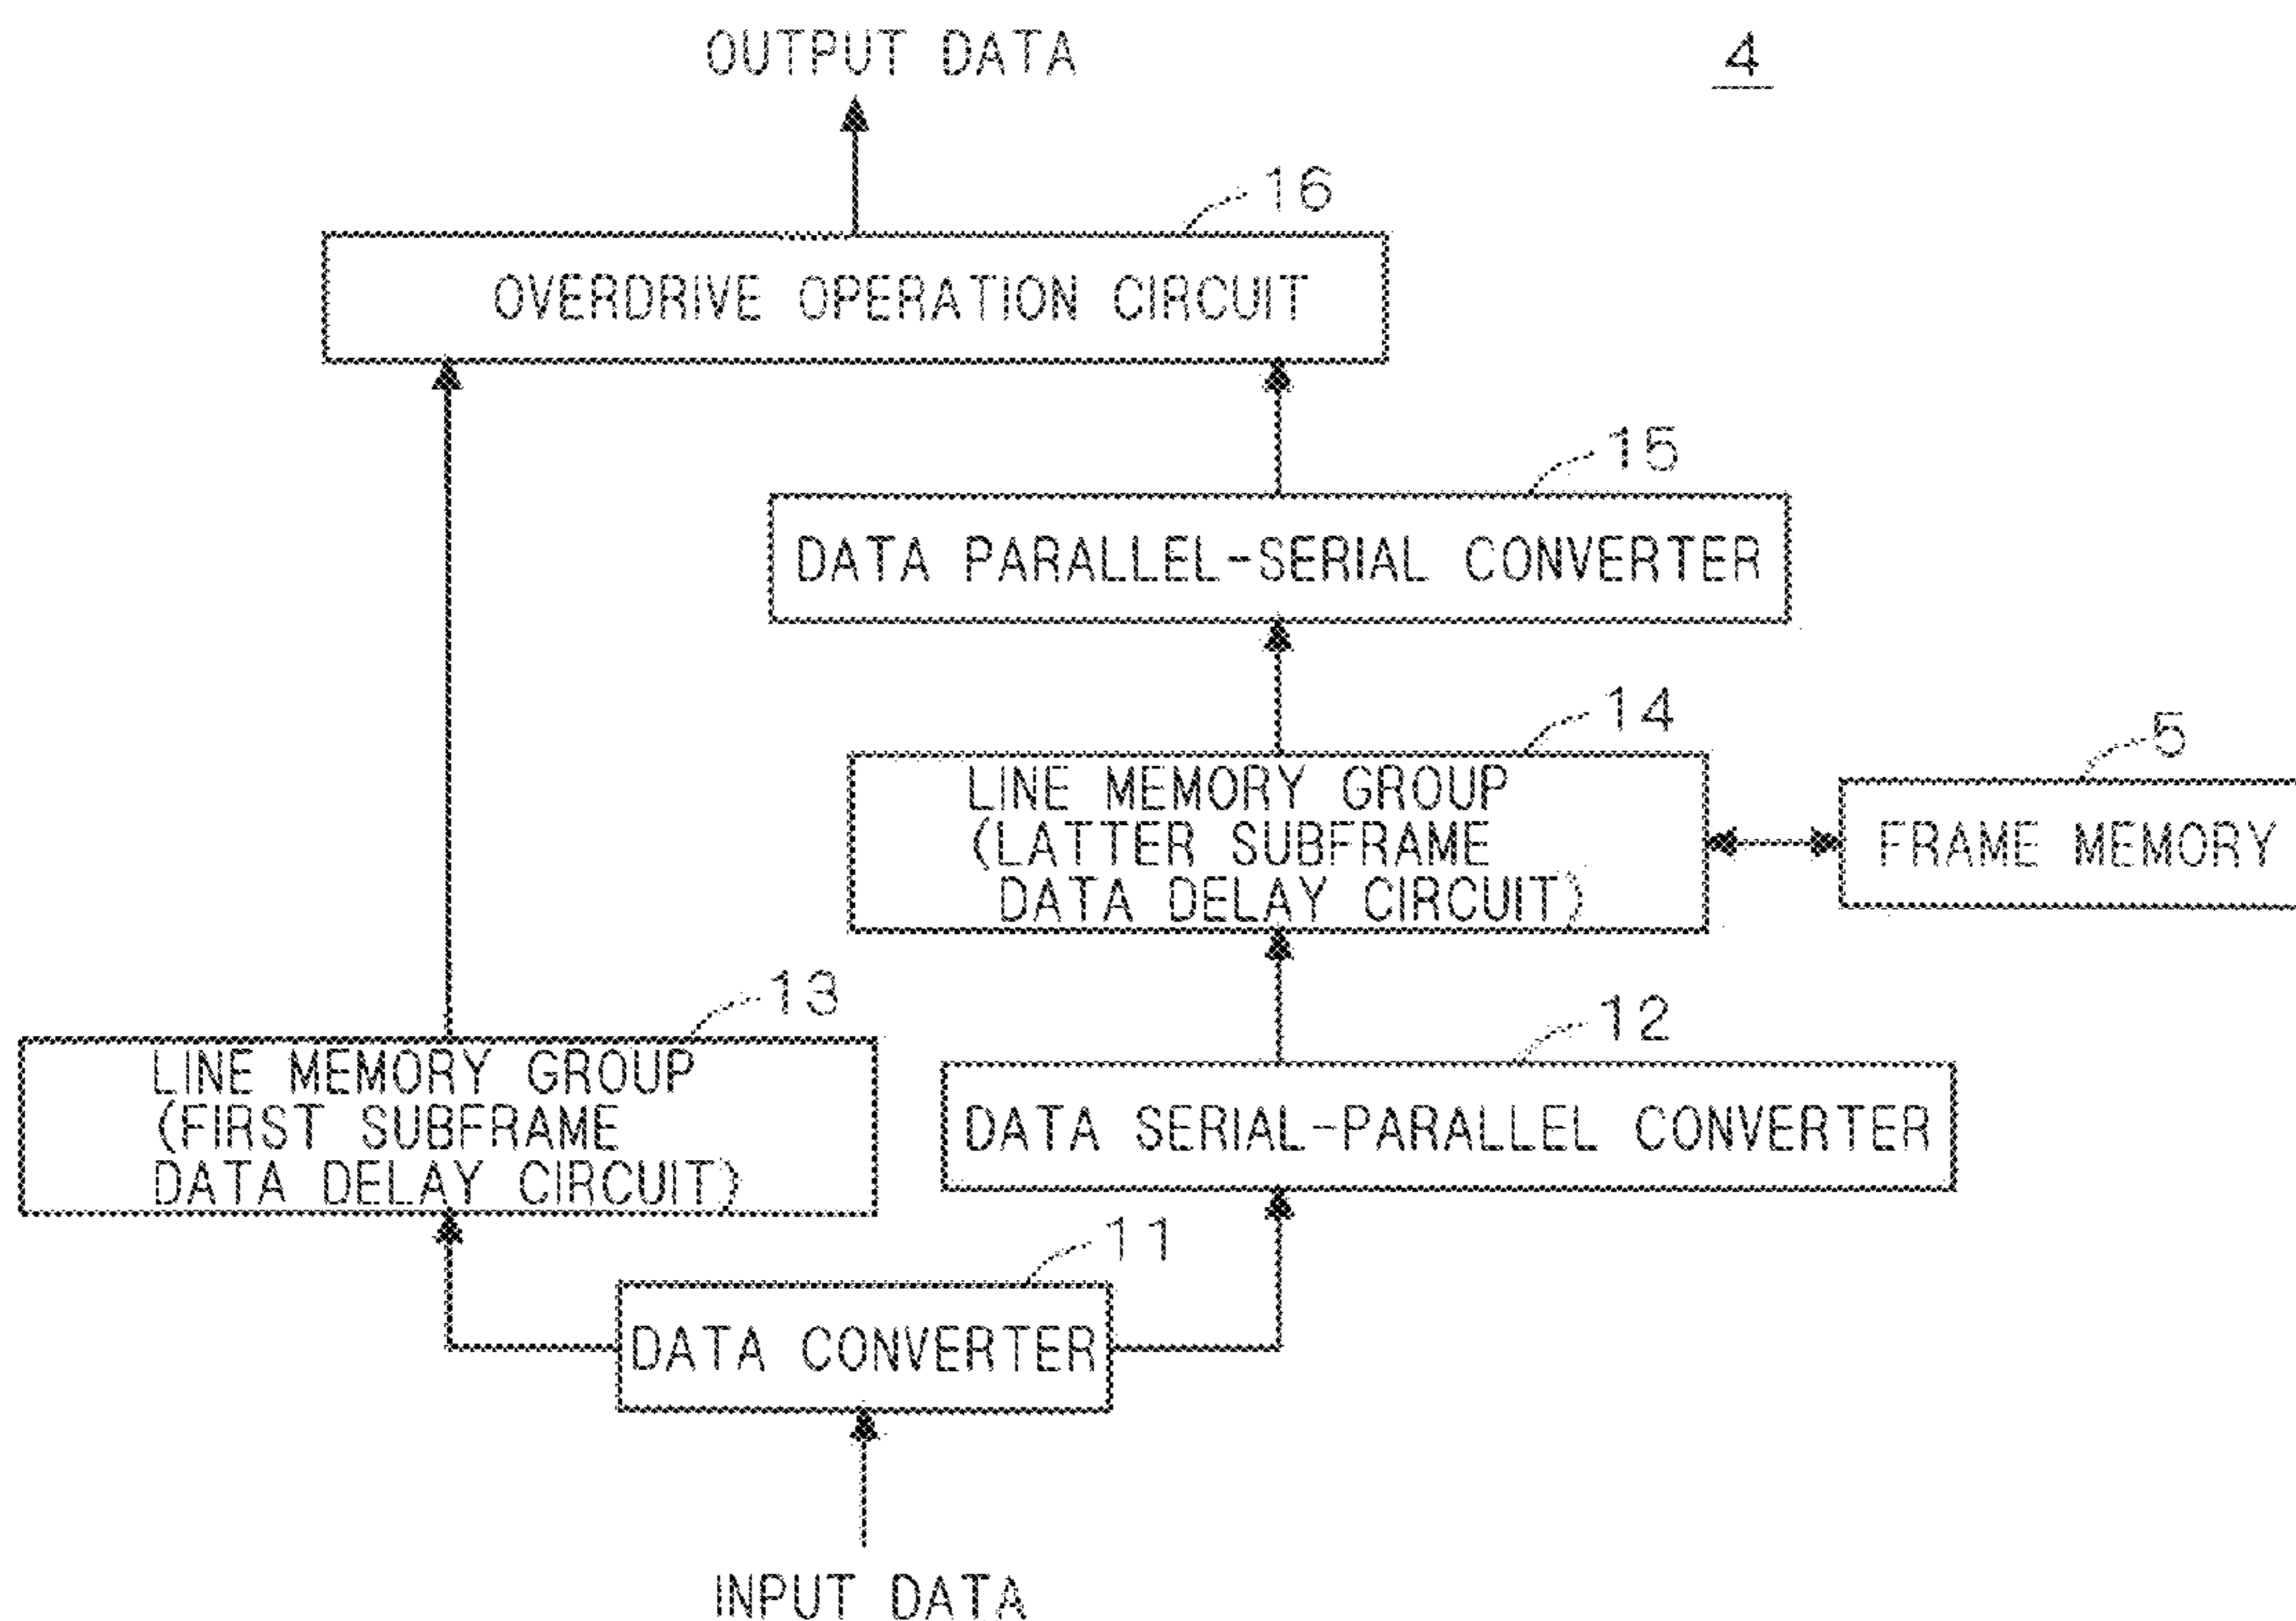 OUTPUT DATA
4
16
OVERDRIVE OPERATION CIRCUIT
15
DATA PARALLEL-SERIAL CONVERTER
14
LINE MEMORY GROUP
(LATTER SUBFRAME
DATA DELAY CIRCUIT)
5
FRAME MEMORY
13
LINE MEMORY GROUP
(FIRST SUBFRAME
DATA DELAY CIRCUIT)
12
DATA SERIAL-PARALLEL CONVERTER
11
DATA CONVERTER
INPUT DATA